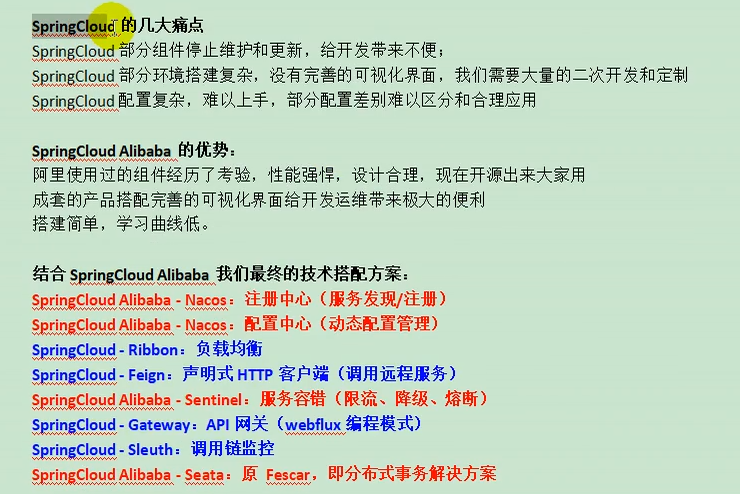 SpringCloud 的几大痛点
SpringCloud 部分组件停止维护和更新，给开发带来不便；
SpringCloud 部分环境搭建复杂，没有完善的可视化界面，我们需要大量的二次开发和定制
SpringCloud 配置复杂，难以上手，部分配置差别难以区分和合理应用
SpringCloud Alibaba 的优势：
阿里使用过的组件经历了考验，性能强悍，设计合理，现在开源出来大家用
成套的产品搭配完善的可视化界面给开发运维带来极大的便利
搭建简单，学习曲线低。
结合 SpringCloud Alibaba 我们最终的技术搭配方案：
SpringCloud Alibaba - Nacos：注册中心（服务发现/注册）
SpringCloud Alibaba - Nacos：配置中心（动态配置管理）
SpringCloud - Ribbon：负载均衡
SpringCloud - Feign：声明式 HTTP 客户端（调用远程服务）
SpringCloud Alibaba - Sentinel：服务容错（限流、降级、熔断）
SpringCloud - Gateway：API 网关（webflux 编程模式）
SpringCloud - Sleuth：调用链监控
SpringCloud Alibaba - Seata：原 Fescar，即分布式事务解决方案